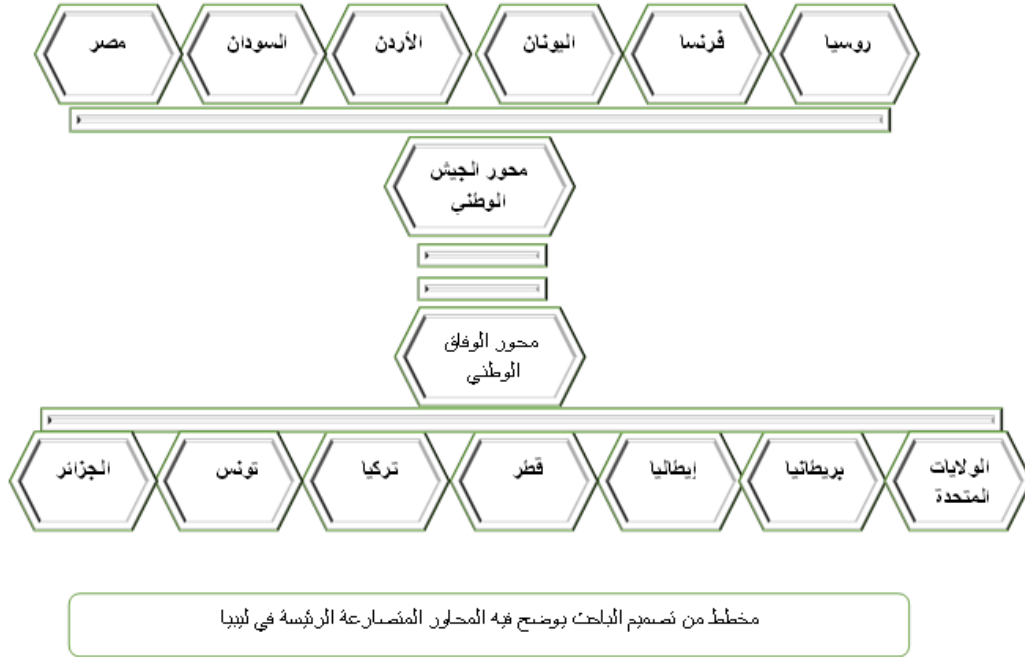 روسيا
فرنسا
اليونان
الأردن
السودان
مصر
محور الجيش
الوطني
محور الوفاق
الوطني
الولايات
المتحدة
بريطانيا
إيطاليا
قطر
تركيا
تونس
الجزائر
مخطط من تصميم الباحث يوضح فيه المحاور المتصارعة الرئيسة في ليبيا